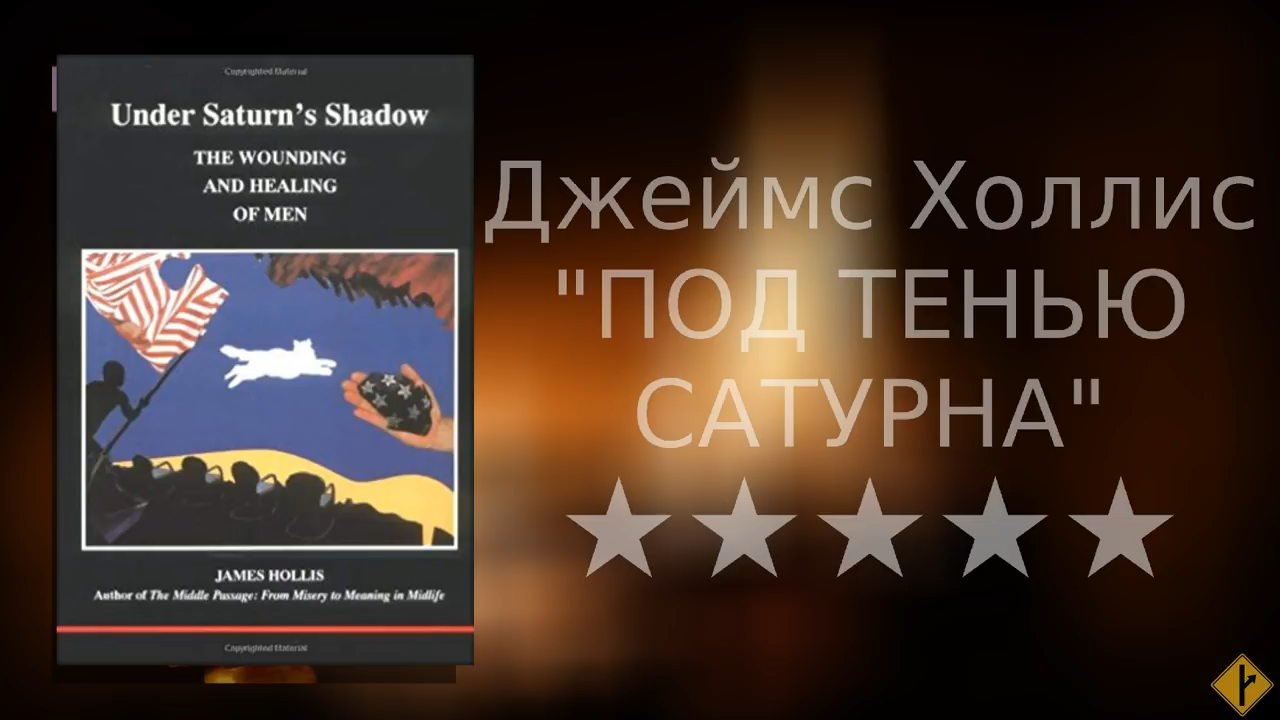 Copyrighted Material
Under Saturn's Shadow
THE WOUNDING
AND HEALING
OF MEN
JAMES HOLLIS
Author of The Middle Passage: From Misery to Meaning in Midlife
Copyrighted Material
Джеймс Холлис
"ПОД ТЕНЬЮ
САТУРНА"